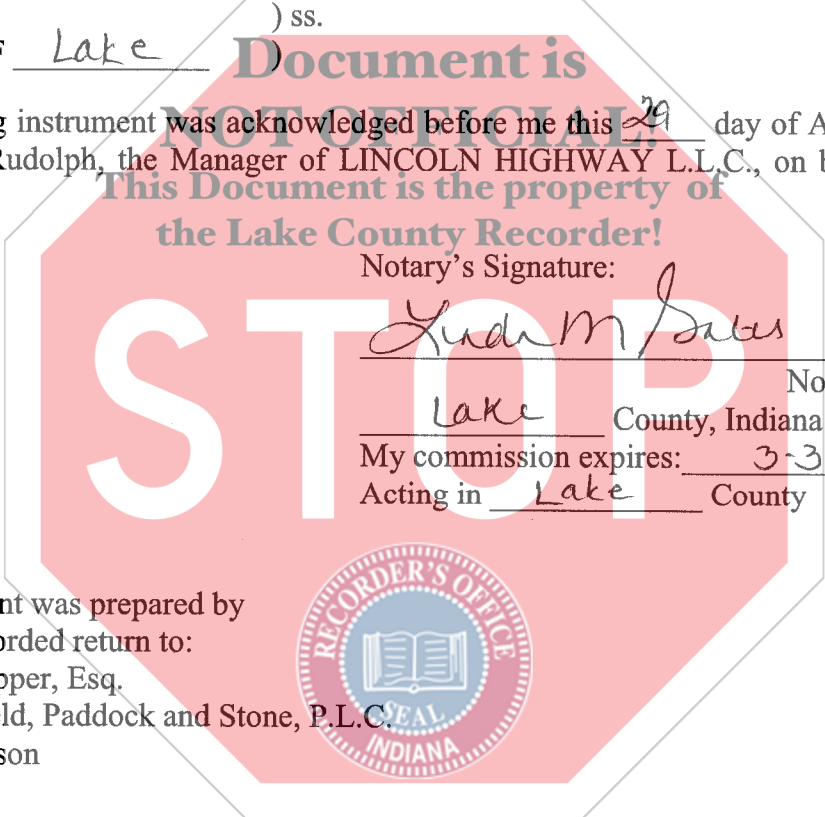 ) ss.
F Lake )
Document is
NOT OFFICIAL!
g instrument was acknowledged before me this 29 day of A
Rudolph, the Manager of LINCOLN HIGHWAY L.L.C., on b
This Document is the property of
the Lake County Recorder!
Notary's Signature:
Linda M Bates
STOP
No
Lake County, Indiana
My commission expires: 3-3
Acting in Lake County
nt was prepared by
orded return to:
pper, Esq.
ld, Paddock and Stone, P.L.C.
son
RECORDER'S OFFICE
SEAL
INDIANA